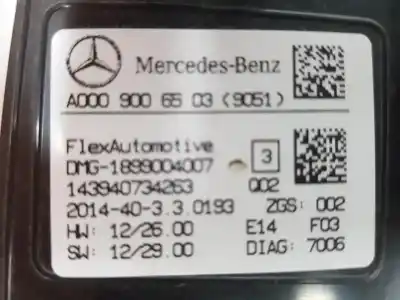 Mercedes-Benz
A000 900 65 03 (9051)
FlexAutomotive
DMG-1899004007
3
143940734263
Q02
2014-40-3.3.0193
ZGS: 002
HW: 12/26.00
E14
F03
SW: 12/29.00
DIAG: 7006